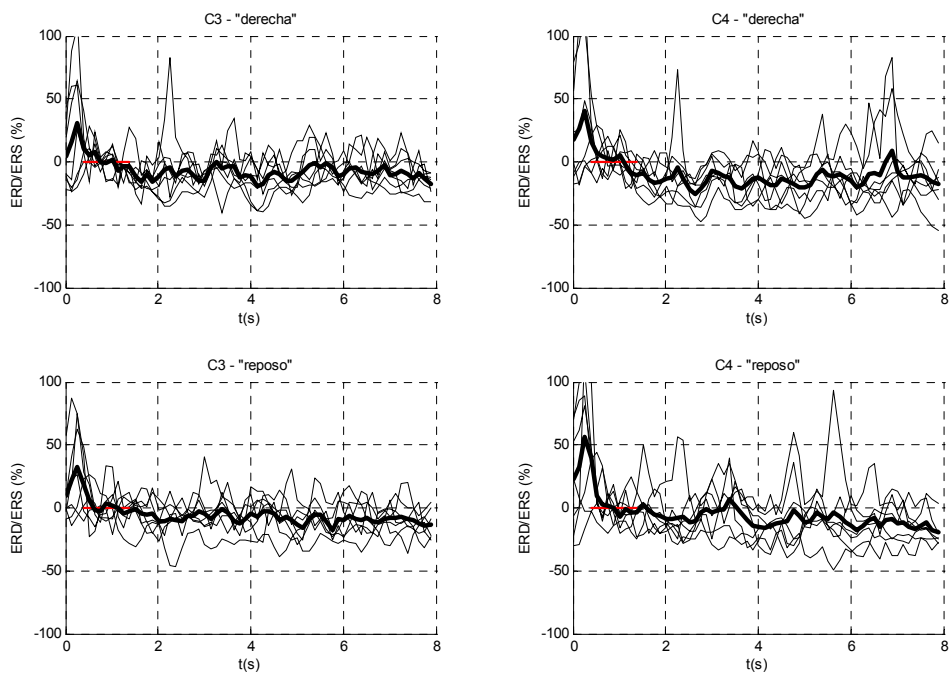 C3 - "derecha"
100
50
0
-50
-100
ERD/ERS (%)
0 2 4 6 8
t(s)
C4 - "derecha"
100
50
0
-50
-100
ERD/ERS (%)
0 2 4 6 8
t(s)
C3 - "reposo"
100
50
0
-50
-100
ERD/ERS (%)
0 2 4 6 8
t(s)
C4 - "reposo"
100
50
0
-50
-100
ERD/ERS (%)
0 2 4 6 8
t(s)